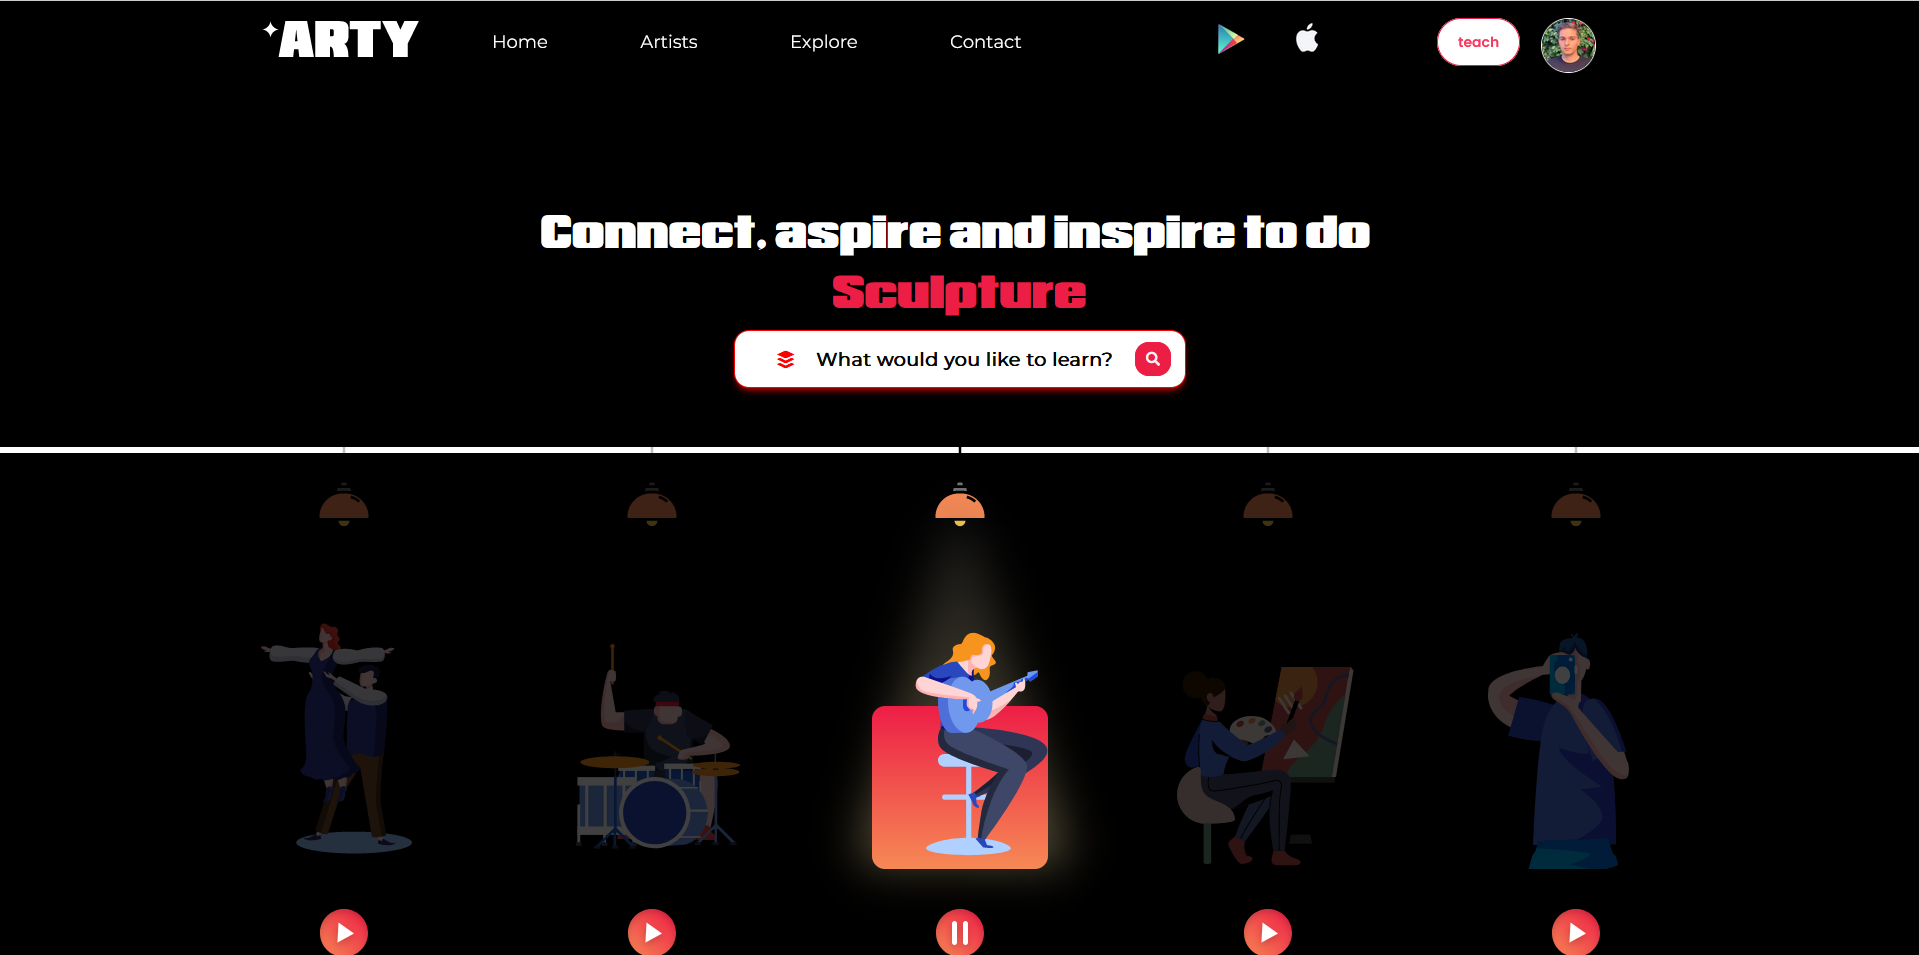 ARTY
Home
Artists
Explore
Contact
teach
Connect, aspire and inspire to do
Sculpture
What would you like to learn?